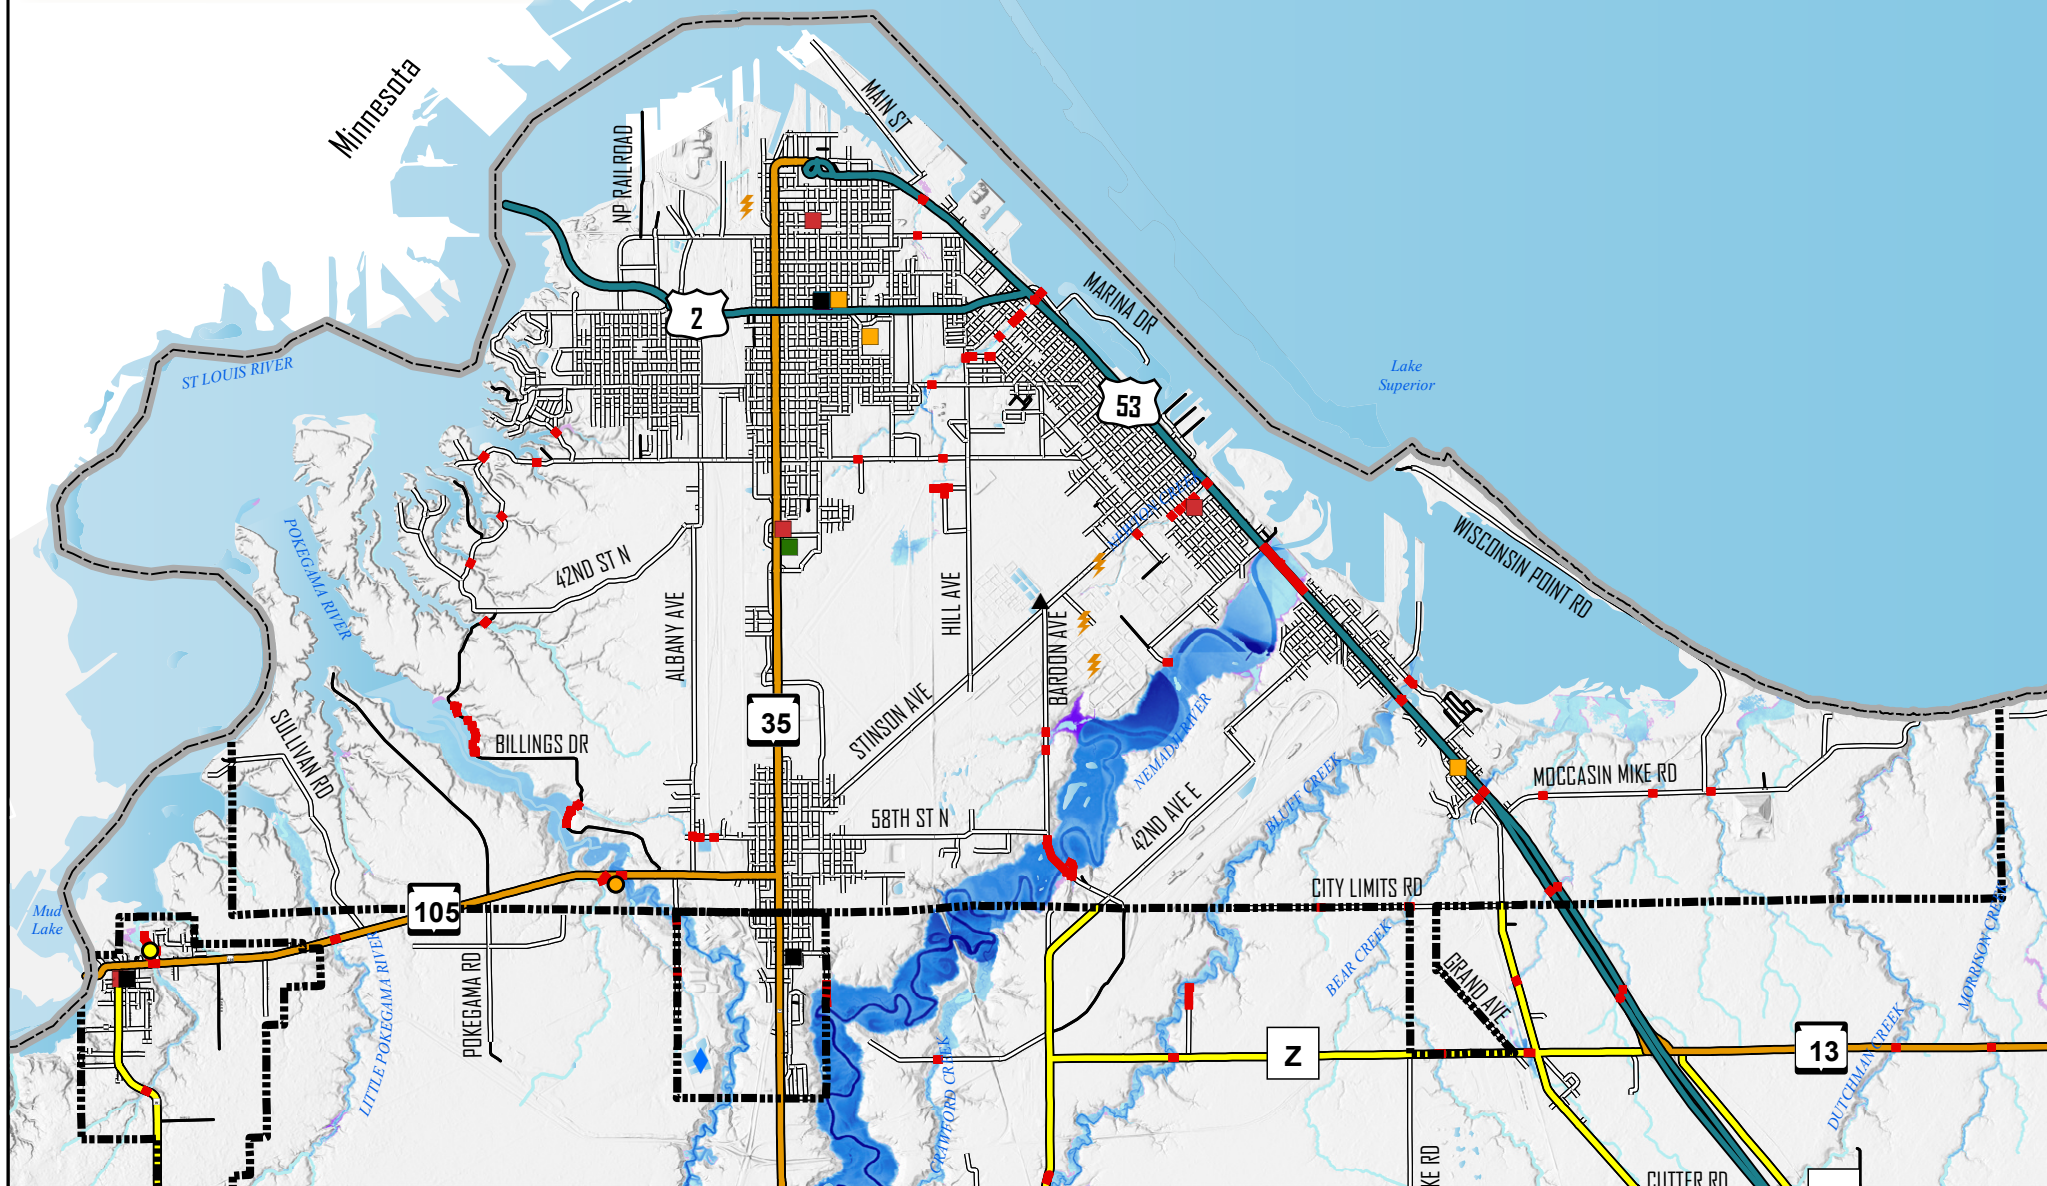 Minnesota
MAIN ST
NP RAILROAD
MARINA DR
2
ST LOUIS RIVER
Lake
Superior
53
POKEGAMA RIVER
42ND ST N
WISCONSIN POINT RD
ALBANY AVE
HILL AVE
BARDON AVE
SULLIVAN RD
BILLINGS DR
35
STINSON AVE
NEMADJI RIVER
BLUFF CREEK
MOCCASIN MIKE RD
58TH ST N
42ND AVE E
CITY LIMITS RD
Mud
Lake
105
POKEGAMA RD
LITTLE POKEGAMA RIVER
BEAR CREEK
GRAND AVE
MORRISON CREEK
DUTCHMAN CREEK
CRAWFORD CREEK
Z
13
KE RD
CUTTER RD